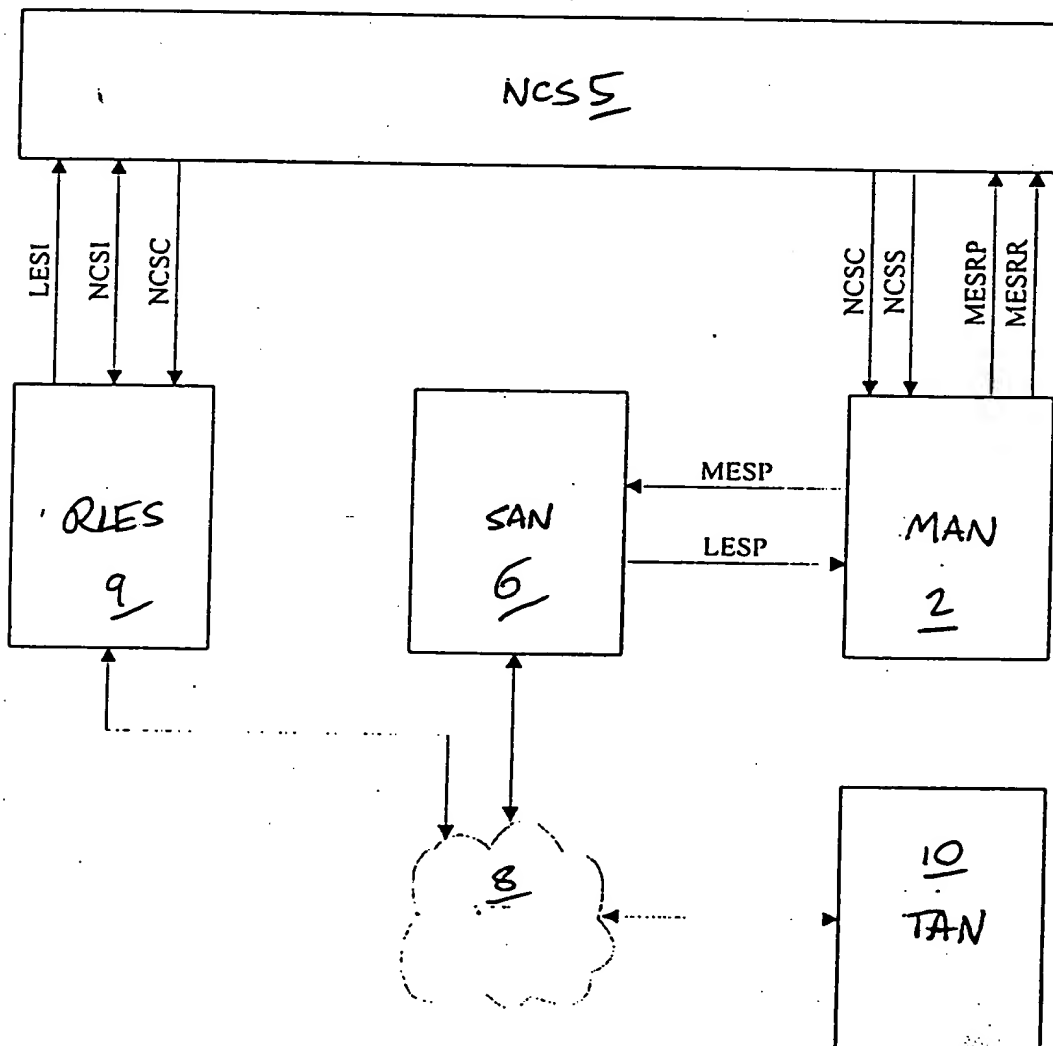 NCS 5
LESI
NCSI
NCSC
NCSC
NCSS
MESRP
MESRR
RLES
9
SAN
6
MESP
LESP
MAN
2
8
10
TAN